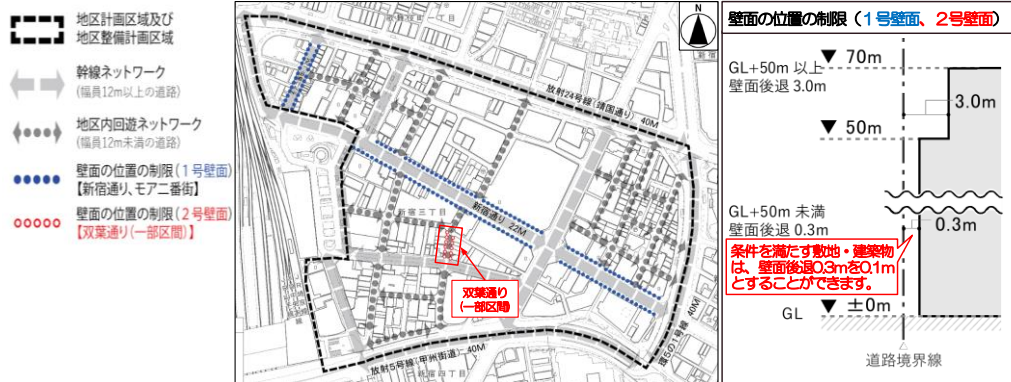 地区計画区域及び
地区整備計画区域
幹線ネットワーク
(幅員12m以上の道路)
地区内回遊ネットワーク
(幅員12m未満の道路)
壁面の位置の制限(1号壁面)
【新宿通り、モア二番街】
壁面の位置の制限(2号壁面)
【双葉通り(一部区間)】
N
放射24号線(靖国通り) 40M
新宿三丁目
新宿通り 22M
双葉通り
(一部区間)
環5の1号線 40M
放射5号線(甲州街道) 40M
新宿四丁目
壁面の位置の制限(1号壁面、2号壁面)
70m
GL+50m 以上
壁面後退 3.0m
3.0m
50m
GL+50m 未満
壁面後退 0.3m
0.3m
条件を満たす敷地・建築物
は、壁面後退0.3mを0.1m
とすることができます。
GL
±0m
道路境界線